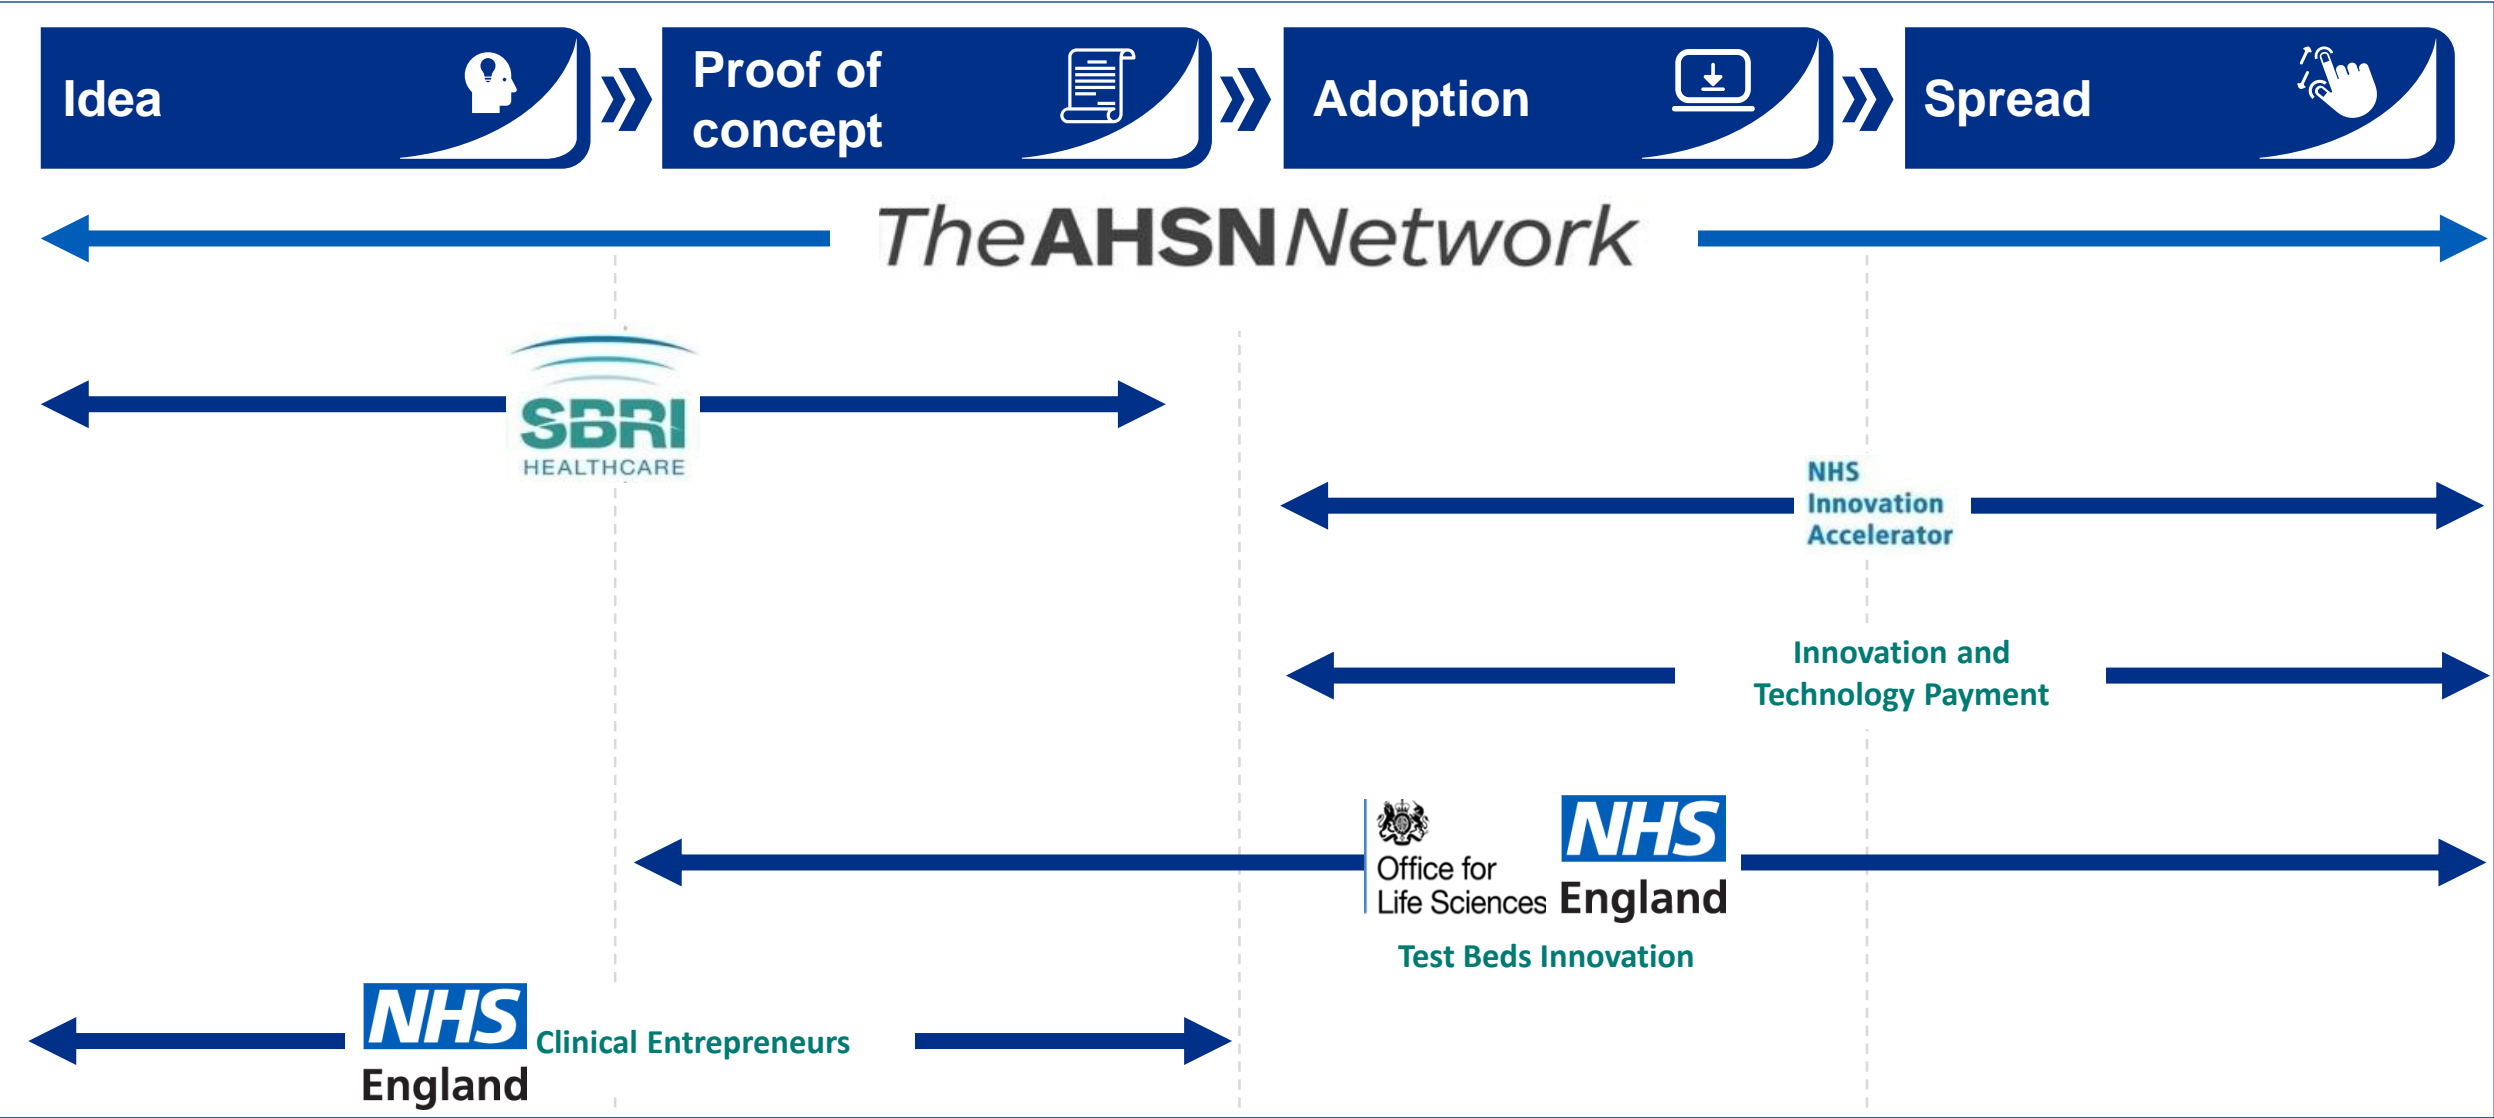 Idea
Proof of
concept
Adoption
Spread
TheAHSNNetwork
SBRI
HEALTHCARE
NHS
Innovation
Accelerator
Innovation and
Technology Payment
Office for
Life Sciences
NHS
England
Test Beds Innovation
NHS
England
Clinical Entrepreneurs